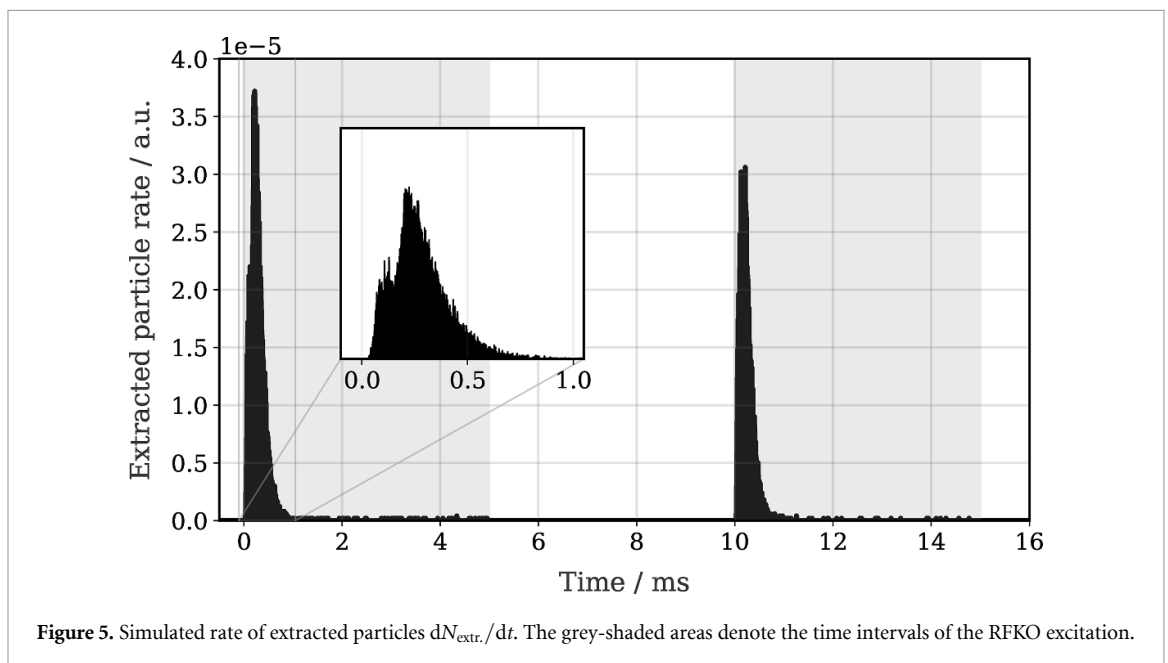 1e−5
4.0
3.5
3.0
2.5
2.0
1.5
1.0
0.5
0.0
Extracted particle rate / a.u.
0.0 0.5 1.0
0 2 4 6 8 10 12 14 16
Time / ms
Figure 5. Simulated rate of extracted particles dN_extr./dt. The grey-shaded areas denote the time intervals of the RFKO excitation.